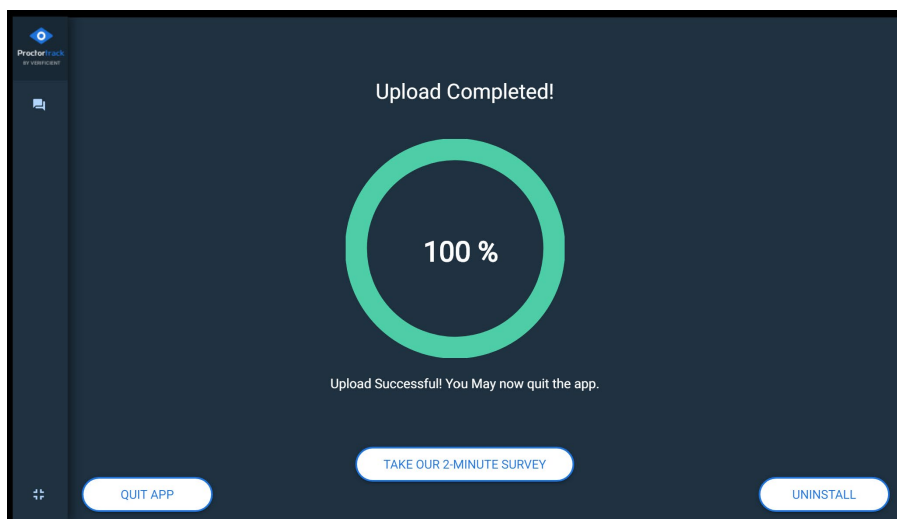 Proctortrack
BY VERIFICIENT
Upload Completed!
100 %
Upload Successful! You May now quit the app.
TAKE OUR 2-MINUTE SURVEY
QUIT APP
UNINSTALL